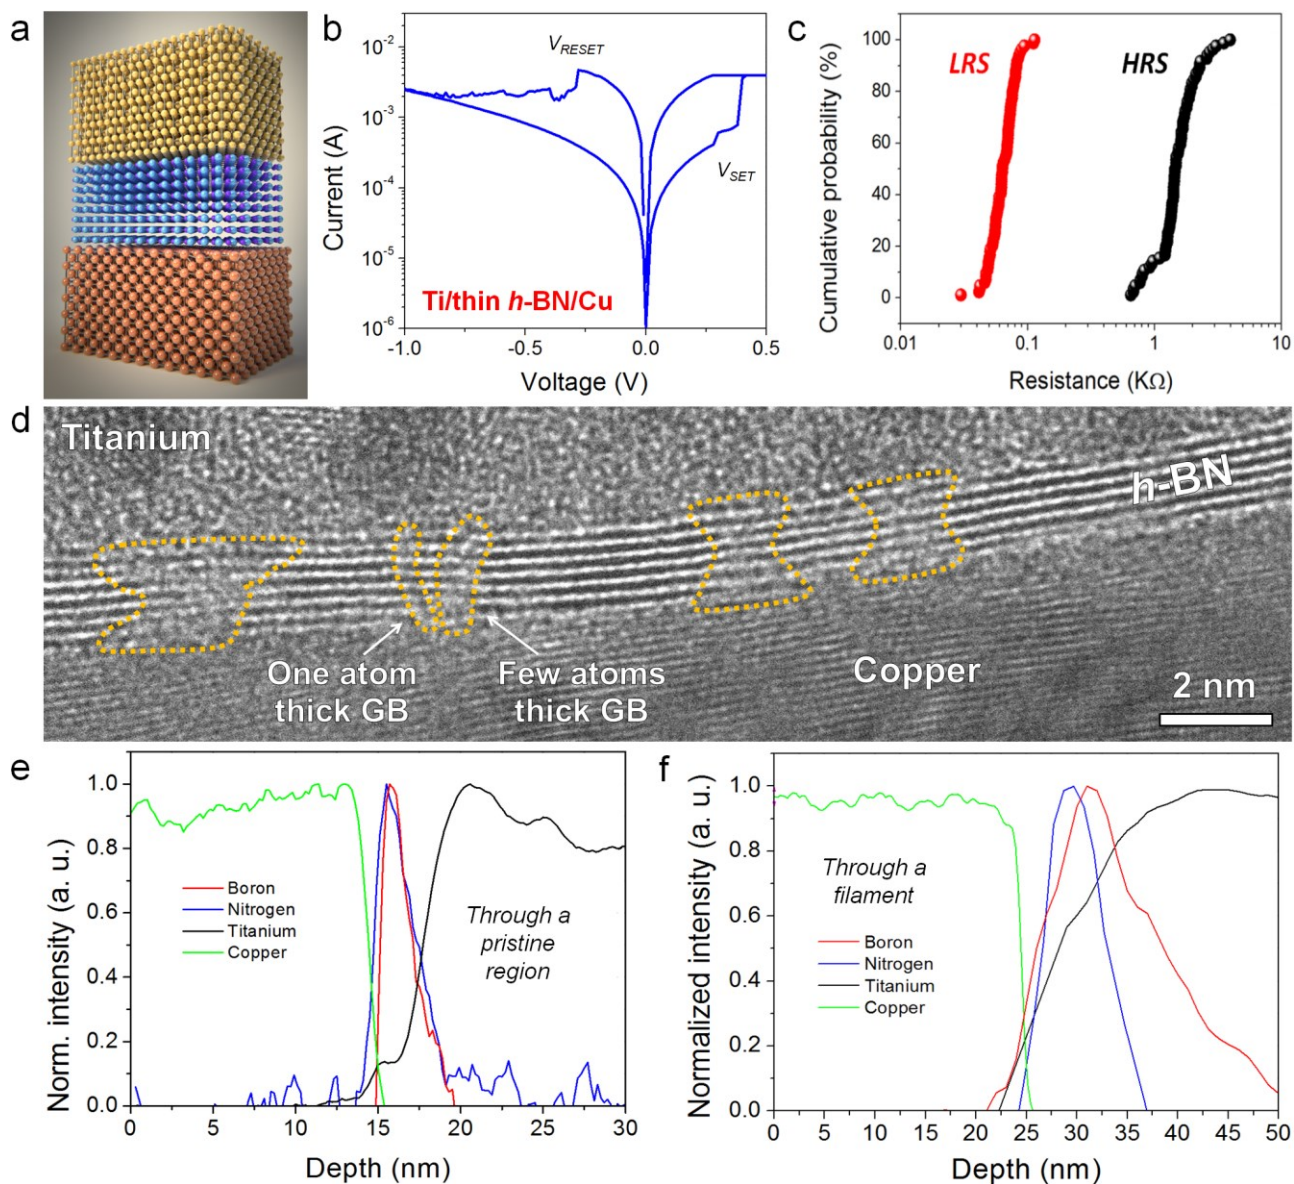 a
b
10⁻²
10⁻³
10⁻⁴
10⁻⁵
10⁻⁶
Current (A)
V_RESET
V_SET
Ti/thin h-BN/Cu
-1.0 -0.5 0.0 0.5
Voltage (V)
c
100
80
60
40
20
0
Cumulative probability (%)
LRS HRS
0.01 0.1 1 10
Resistance (KΩ)
d
Titanium
h-BN
One atom
thick GB
Few atoms
thick GB
Copper
2 nm
e
1.0
0.8
0.6
0.4
0.2
0.0
Norm. intensity (a. u.)
Boron
Nitrogen
Titanium
Copper
Through a
pristine
region
0 5 10 15 20 25 30
Depth (nm)
f
1.0
0.8
0.6
0.4
0.2
0.0
Normalized intensity (a. u.)
Through a
filament
Boron
Nitrogen
Titanium
Copper
0 5 10 15 20 25 30 35 40 45 50
Depth (nm)